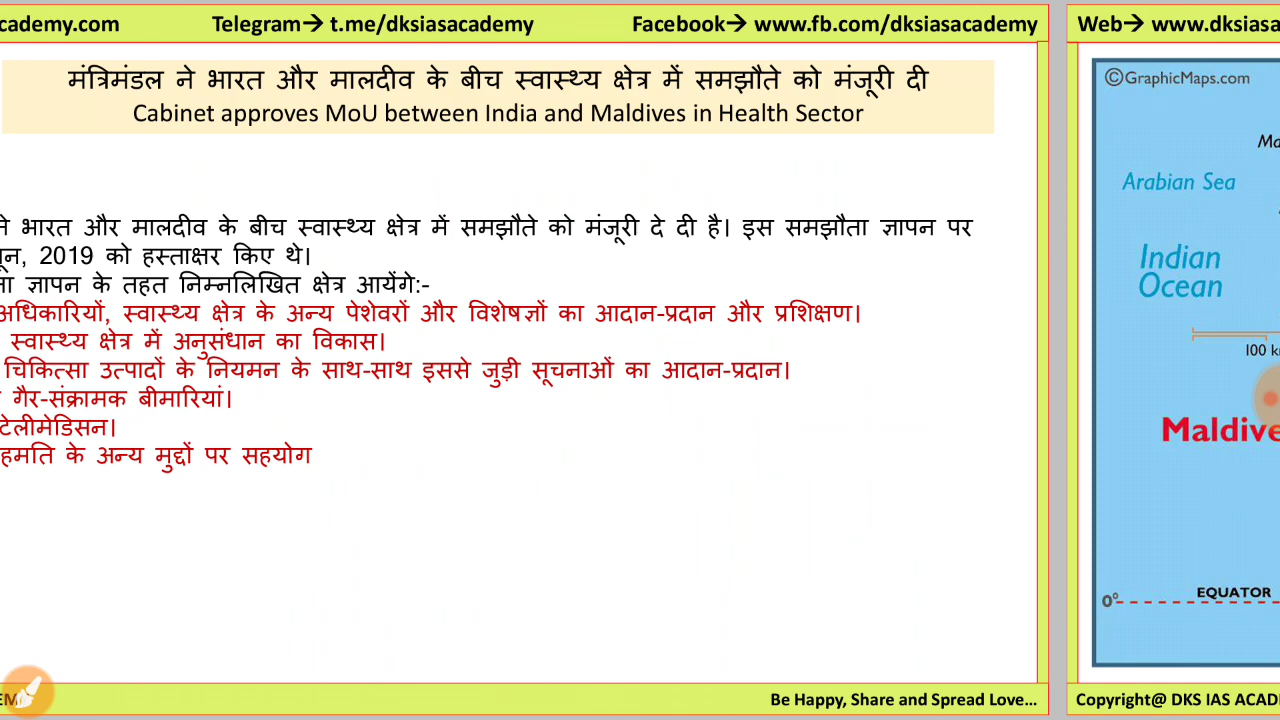 cademy.com Telegram→ t.me/dksiasacademy Facebook→ www.fb.com/dksiasacademy
मंत्रिमंडल ने भारत और मालदीव के बीच स्वास्थ्य क्षेत्र में समझौते को मंजूरी दी
Cabinet approves MoU between India and Maldives in Health Sector
ने भारत और मालदीव के बीच स्वास्थ्य क्षेत्र में समझौते को मंजूरी दे दी है। इस समझौता ज्ञापन पर
2019 को हस्ताक्षर किए थे।
ज्ञापन के तहत निम्नलिखित क्षेत्र आयेंगे:-
अधिकारियों, स्वास्थ्य क्षेत्र के अन्य पेशेवरों और विशेषज्ञों का आदान-प्रदान और प्रशिक्षण।
स्वास्थ्य क्षेत्र में अनुसंधान का विकास।
चिकित्सा उत्पादों के नियमन के साथ-साथ इससे जुड़ी सूचनाओं का आदान-प्रदान।
गैर-संक्रामक बीमारियां।
टेलीमेडिसन।
हमति के अन्य मुद्दों पर सहयोग
Be Happy, Share and Spread Love...
Web→ www.dksiasa
©GraphicMaps.com
Ma
Arabian Sea
Indian
Ocean
100 k
Maldive
EQUATOR
0°
Copyright@ DKS IAS ACAD